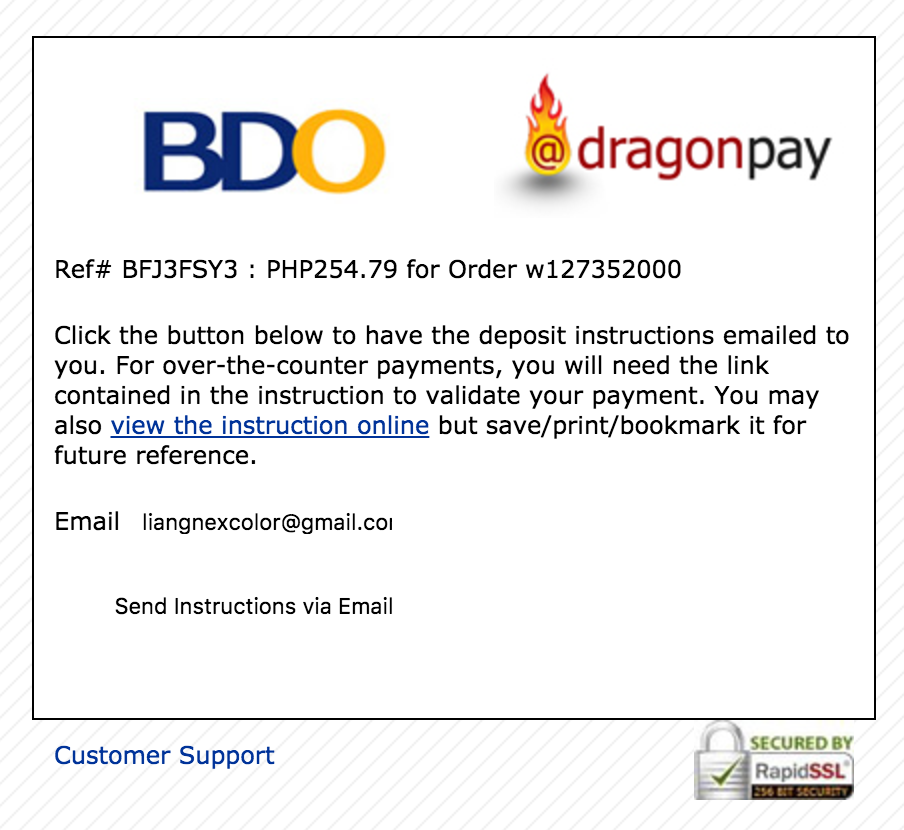 BDO
@dragonpay
Ref# BFJ3FSY3 : PHP254.79 for Order w127352000
Click the button below to have the deposit instructions emailed to
you. For over-the-counter payments, you will need the link
contained in the instruction to validate your payment. You may
also view the instruction online but save/print/bookmark it for
future reference.
Email liangnexcolor@gmail.co
Send Instructions via Email
Customer Support
SECURED BY
RapidSSL®
256 BIT SECURITY